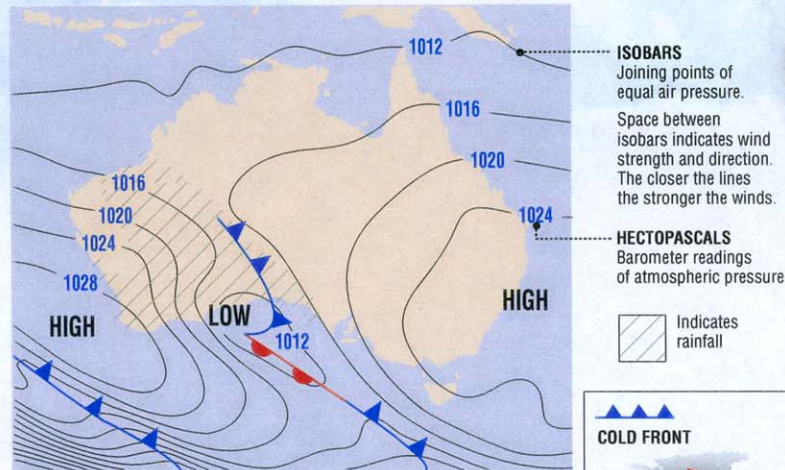 1012
1016
1020
1024
1016
1020
1024
1028
HIGH
LOW
1012
HIGH
ISOBARS
Joining points of
equal air pressure.
Space between
isobars indicates wind
strength and direction.
The closer the lines
the stronger the winds.
HECTOPASCALS
Barometer readings
of atmospheric pressure
Indicates
rainfall
COLD FRONT